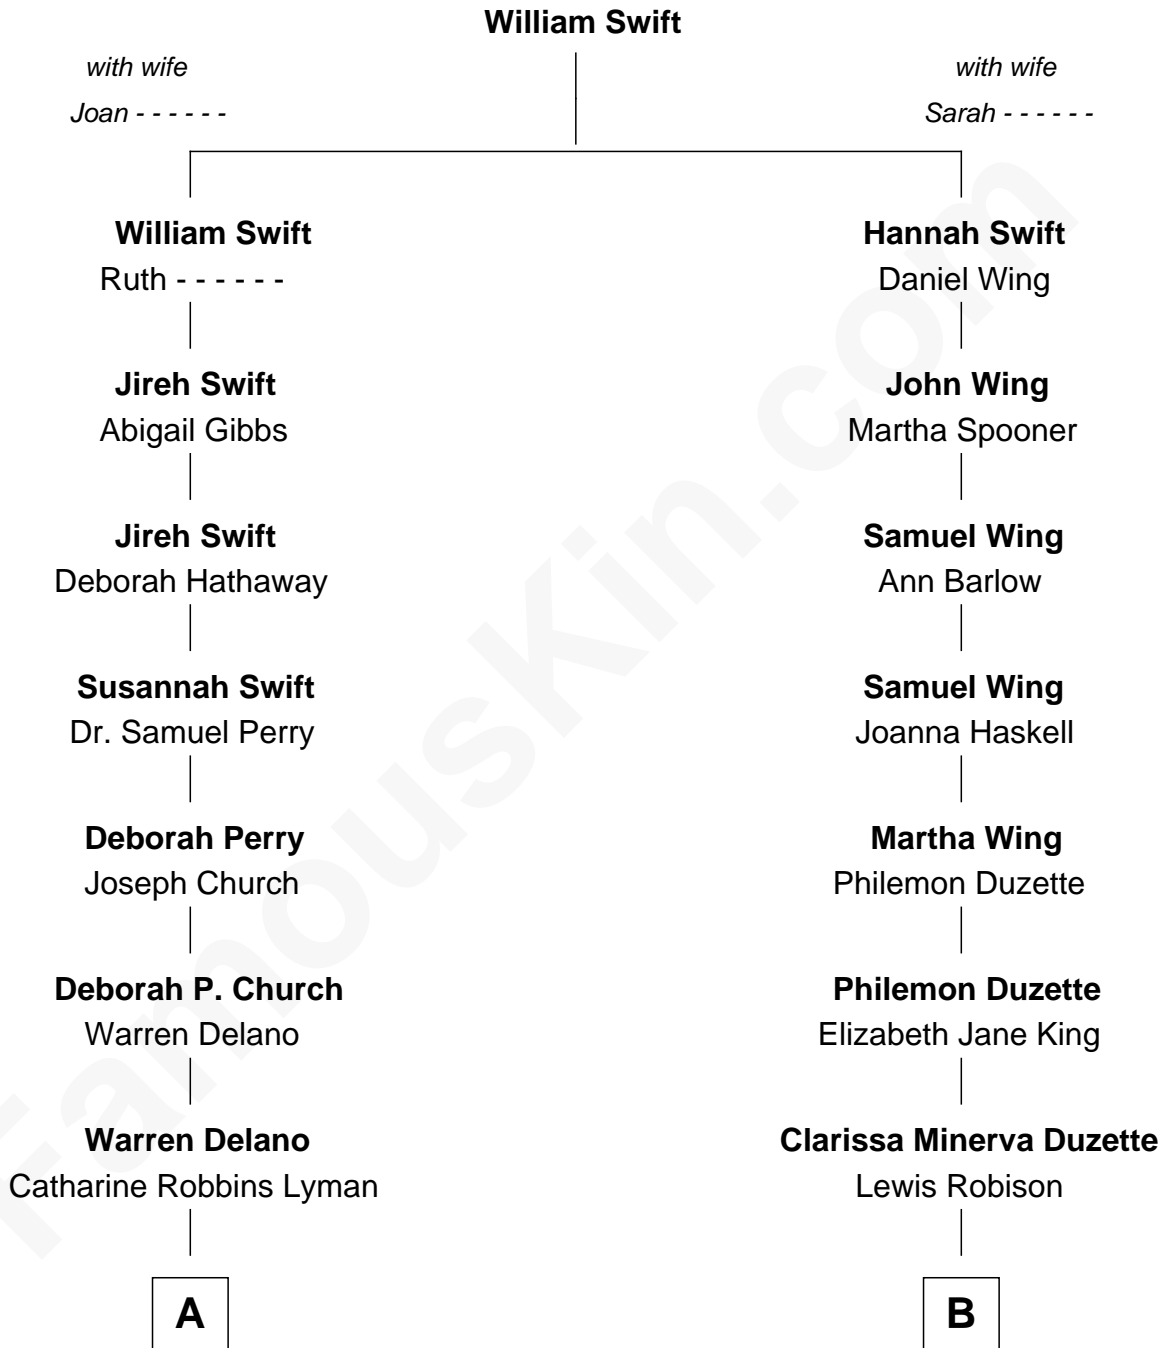 William Swift
with wife
Joan - - - - - -
with wife
Sarah - - - - - -
William Swift
Ruth - - - - - -
Hannah Swift
Daniel Wing
Jireh Swift
Abigail Gibbs
John Wing
Martha Spooner
Jireh Swift
Deborah Hathaway
Samuel Wing
Ann Barlow
Susannah Swift
Dr. Samuel Perry
Samuel Wing
Joanna Haskell
Deborah Perry
Joseph Church
Martha Wing
Philemon Duzette
Deborah P. Church
Warren Delano
Philemon Duzette
Elizabeth Jane King
Warren Delano
Catharine Robbins Lyman
Clarissa Minerva Duzette
Lewis Robison
A
B
FamousKin.com